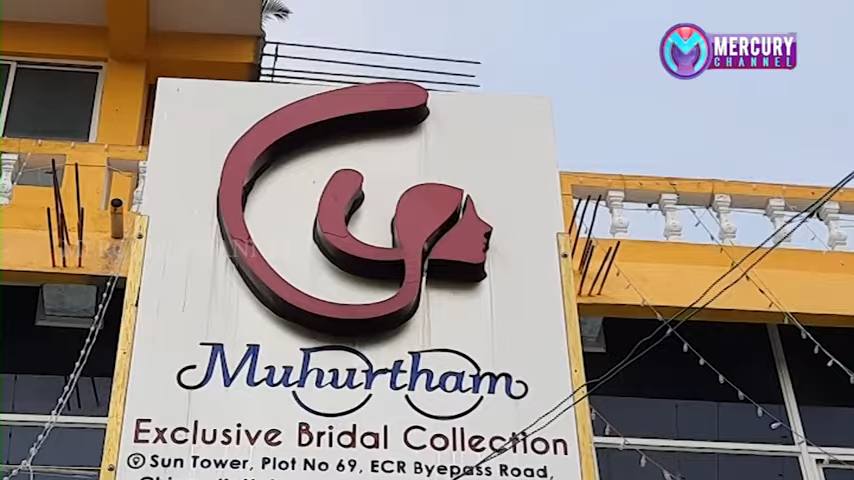 MERCURY
CHANNEL
Muhurtham
Exclusive Bridal Collection
Sun Tower, Plot No 69, ECR Byepass Road,